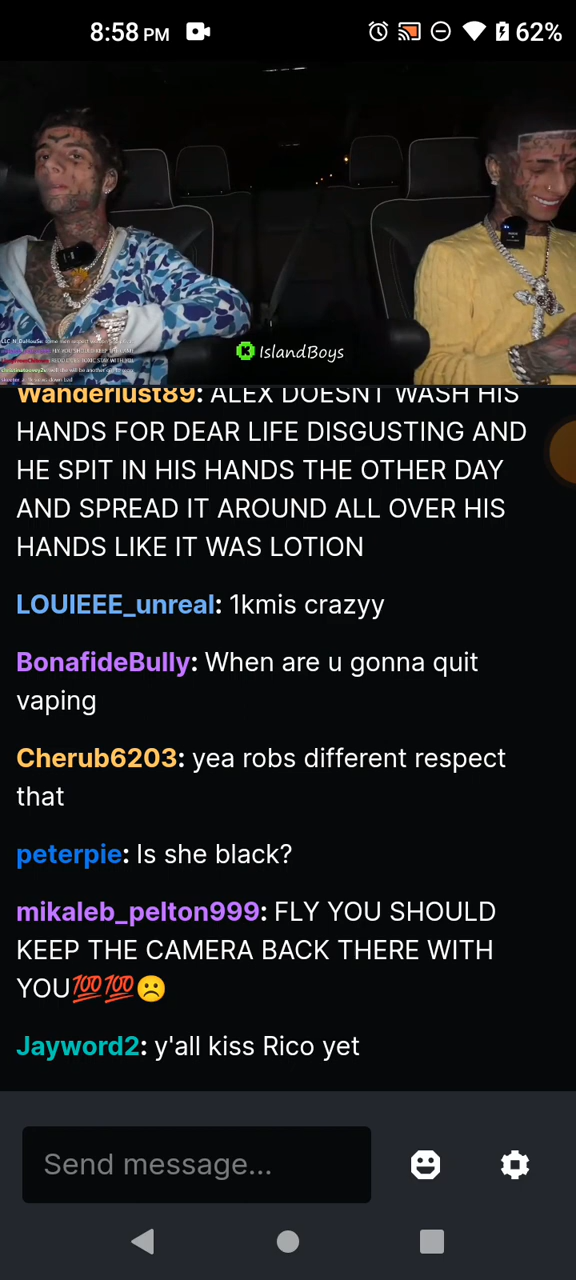 8:58 PM
62%
IslandBoys
Wanderlust89: ALEX DOESNT WASH HIS
HANDS FOR DEAR LIFE DISGUSTING AND
HE SPIT IN HIS HANDS THE OTHER DAY
AND SPREAD IT AROUND ALL OVER HIS
HANDS LIKE IT WAS LOTION
LOUIEEE_unreal: 1kmis crazyy
BonafideBully: When are u gonna quit
vaping
Cherub6203: yea robs different respect
that
peterpie: Is she black?
mikaleb_pelton999: FLY YOU SHOULD
KEEP THE CAMERA BACK THERE WITH
YOU💯💯☹️
Jayword2: y'all kiss Rico yet
Send message...